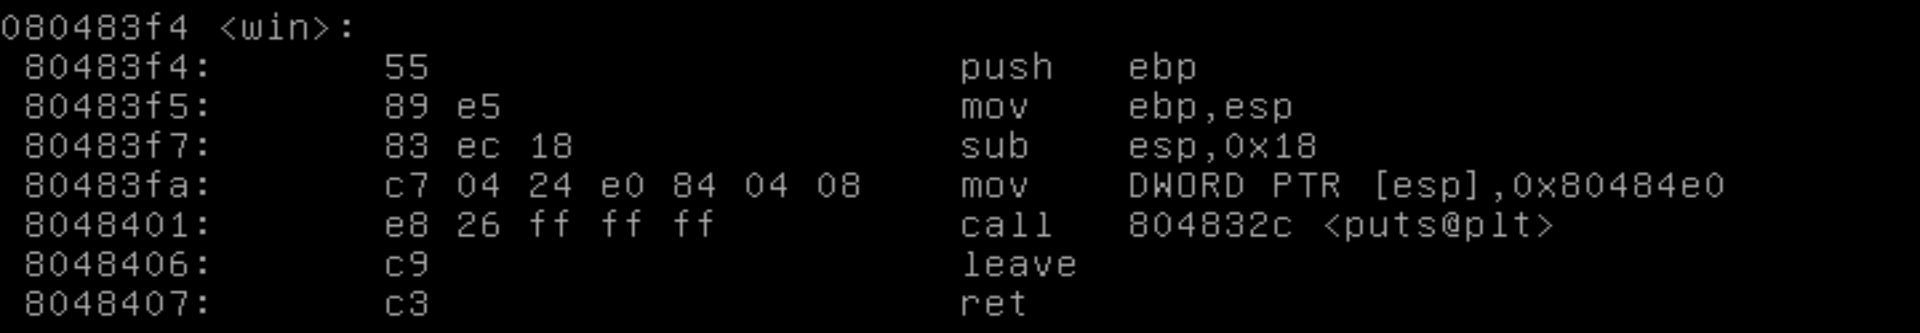 080483f4 <win>:
80483f4: 55 push ebp
80483f5: 89 e5 mov ebp,esp
80483f7: 83 ec 18 sub esp,0x18
80483fa: c7 04 24 e0 84 04 08 mov DWORD PTR [esp],0x80484e0
8048401: e8 26 ff ff ff call 804832c <puts@plt>
8048406: c9 leave
8048407: c3 ret